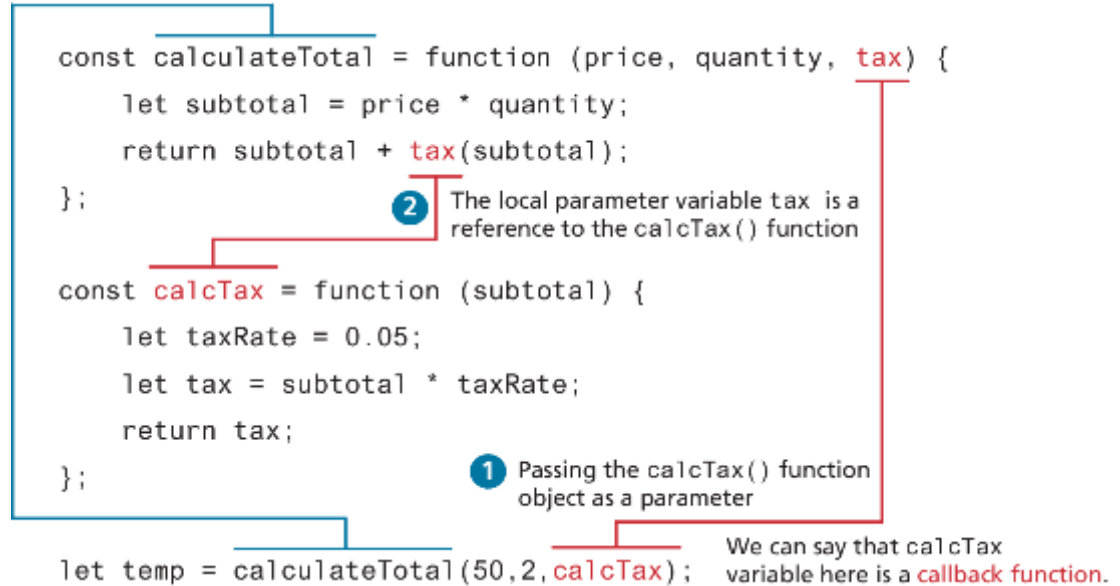 const calculateTotal = function (price, quantity, tax) {
let subtotal = price * quantity;
return subtotal + tax(subtotal);
};
2 The local parameter variable tax is a
reference to the calcTax() function
const calcTax = function (subtotal) {
let taxRate = 0.05;
let tax = subtotal * taxRate;
return tax;
};
1 Passing the calcTax() function
object as a parameter
let temp = calculateTotal(50,2,calcTax);
We can say that calcTax
variable here is a callback function